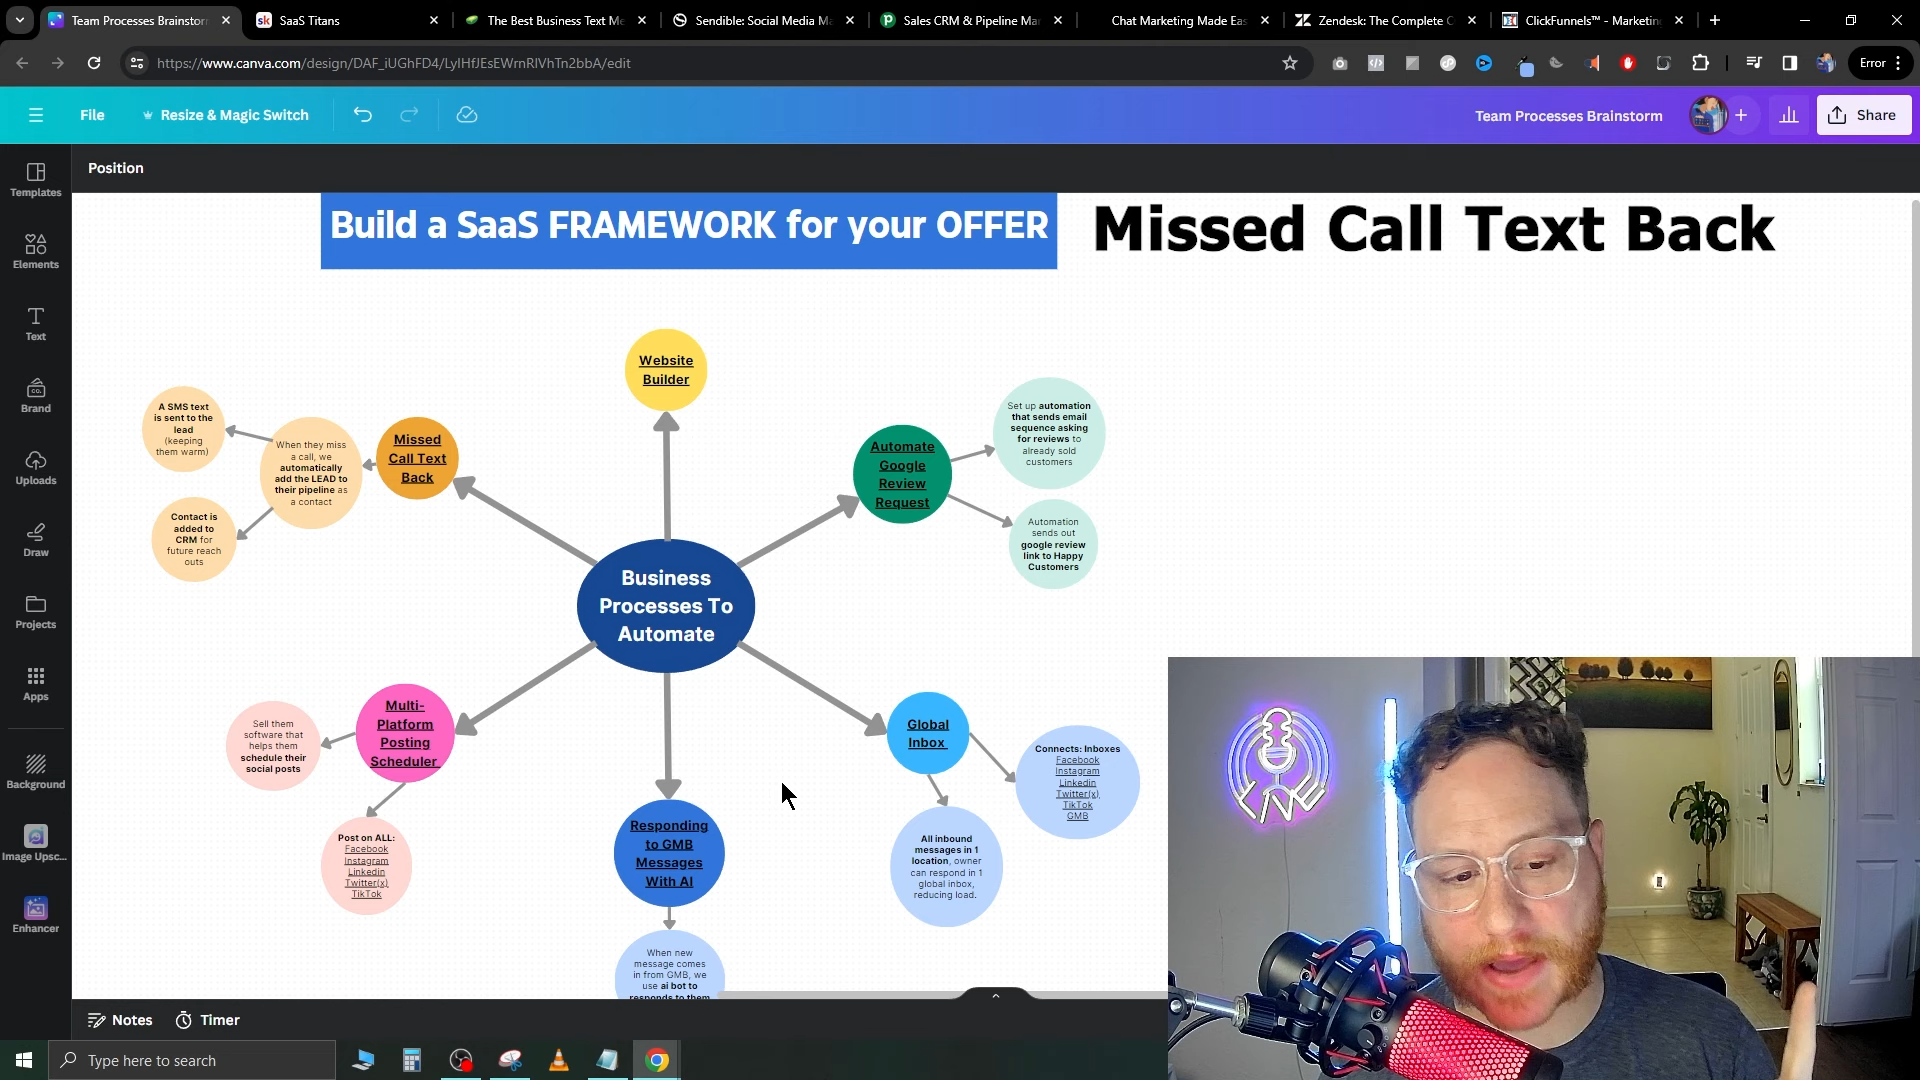 Team Processes Brainstor
SaaS Titans
The Best Business Text Me
Sendible: Social Media Ma
Sales CRM & Pipeline Mar
Chat Marketing Made Eas
Zendesk: The Complete C
ClickFunnels™ - Marketing
https://www.canva.com/design/DAF_iUGhFD4/LylHfJEsEWrnRIVhTn2bbA/edit
Error
File
Resize & Magic Switch
Team Processes Brainstorm
Share
Position
Templates
Elements
Text
Brand
Uploads
Draw
Projects
Apps
Background
Image Upsc...
Enhancer
Build a SaaS FRAMEWORK for your OFFER
Missed Call Text Back
Website
Builder
A SMS text
is sent to the
lead
(keeping
them warm)
When they miss
a call, we
automatically
add the LEAD to
their pipeline as
a contact
Missed
Call Text
Back
Contact is
added to
CRM for
future reach
outs
Automate
Google
Review
Request
Set up automation
that sends email
sequence asking
for reviews to
already sold
customers
Automation
sends out
google review
link to Happy
Customers
Business
Processes To
Automate
Multi-
Platform
Posting
Scheduler
Sell them
software that
helps them
schedule their
social posts
Post on ALL:
Facebook
Instagram
Linkedin
Twitter(x)
TikTok
Responding
to GMB
Messages
With AI
When new
message comes
in from GMB, we
use ai bot to
responds to them
Global
Inbox
Connects: Inboxes
Facebook
Instagram
Linkedin
Twitter(x)
TikTok
GMB
All inbound
messages in 1
location, owner
can respond in 1
global inbox,
reducing load.
Notes
Timer
Type here to search